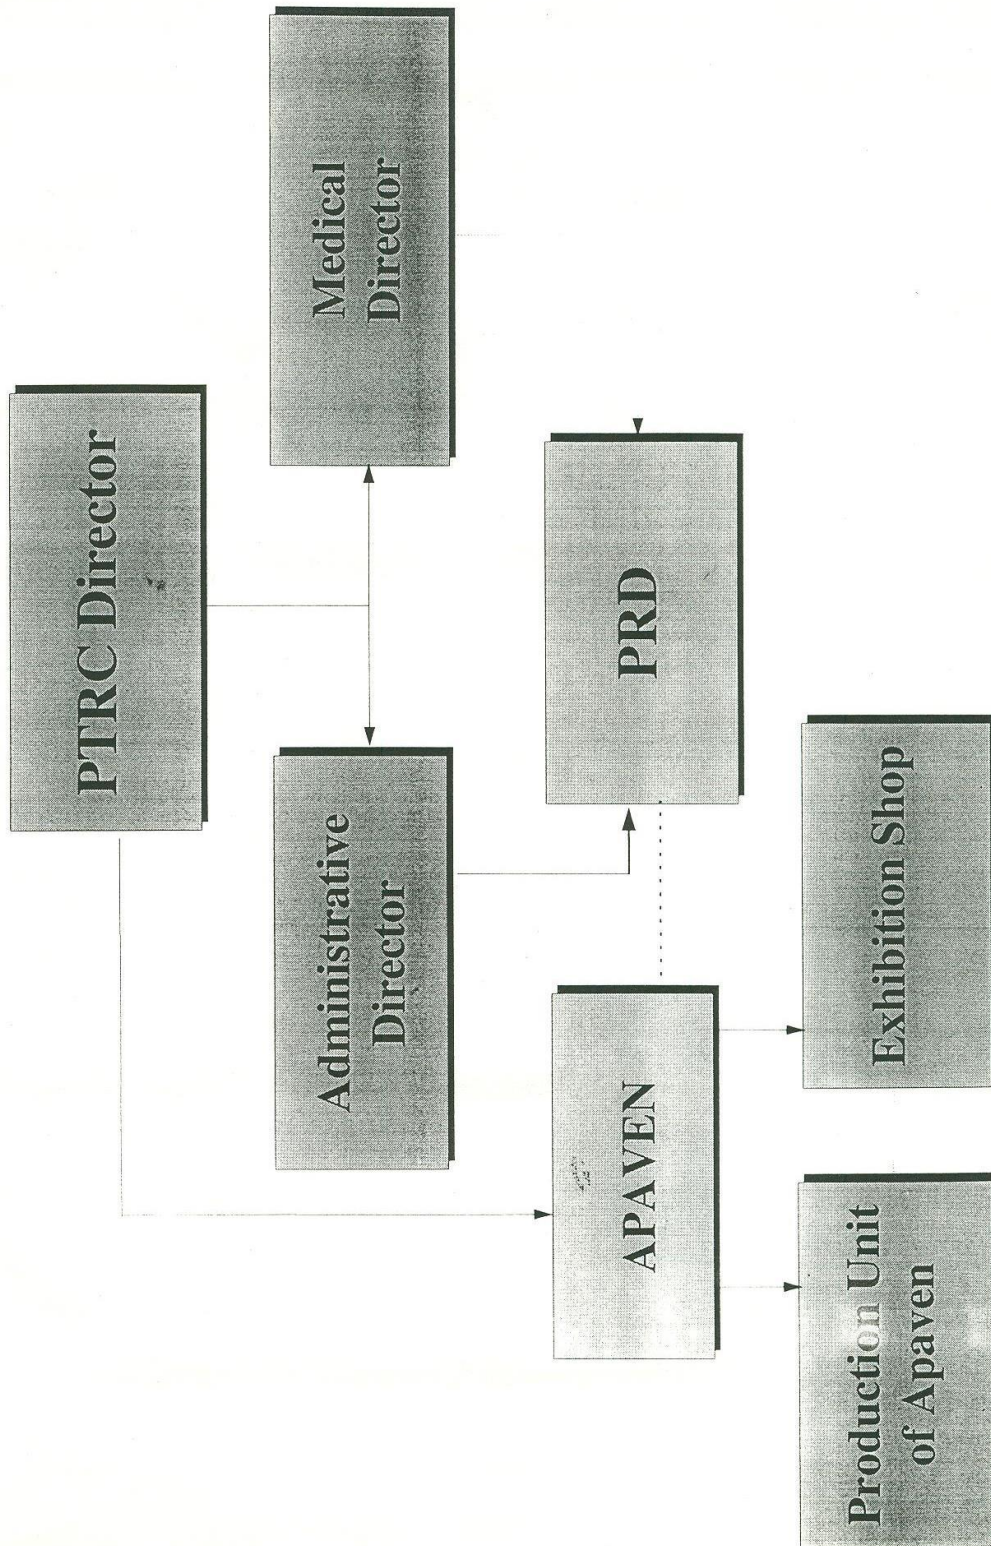 PTRC Director
Administrative
Director
Medical
Director
APAVEN
PRD
Production Unit
of Apaven
Exhibition Shop